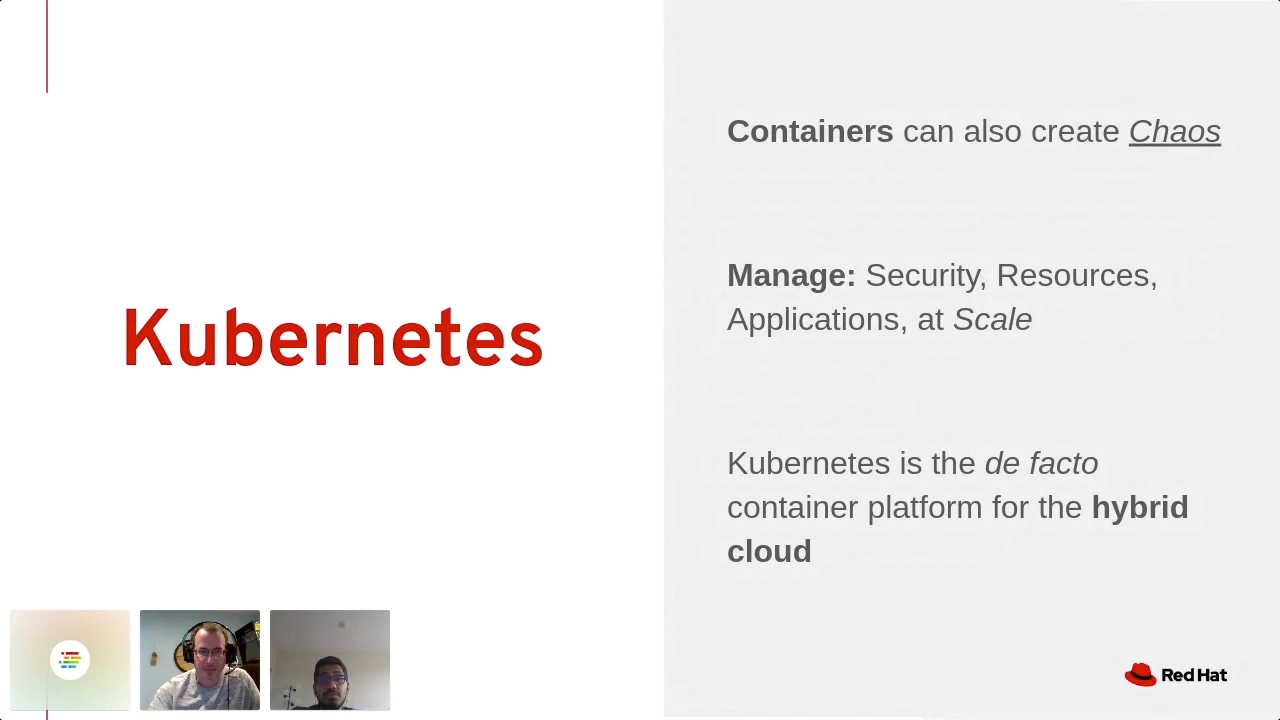 Kubernetes
Containers can also create Chaos
Manage: Security, Resources,
Applications, at Scale
Kubernetes is the de facto
container platform for the hybrid
cloud
Red Hat